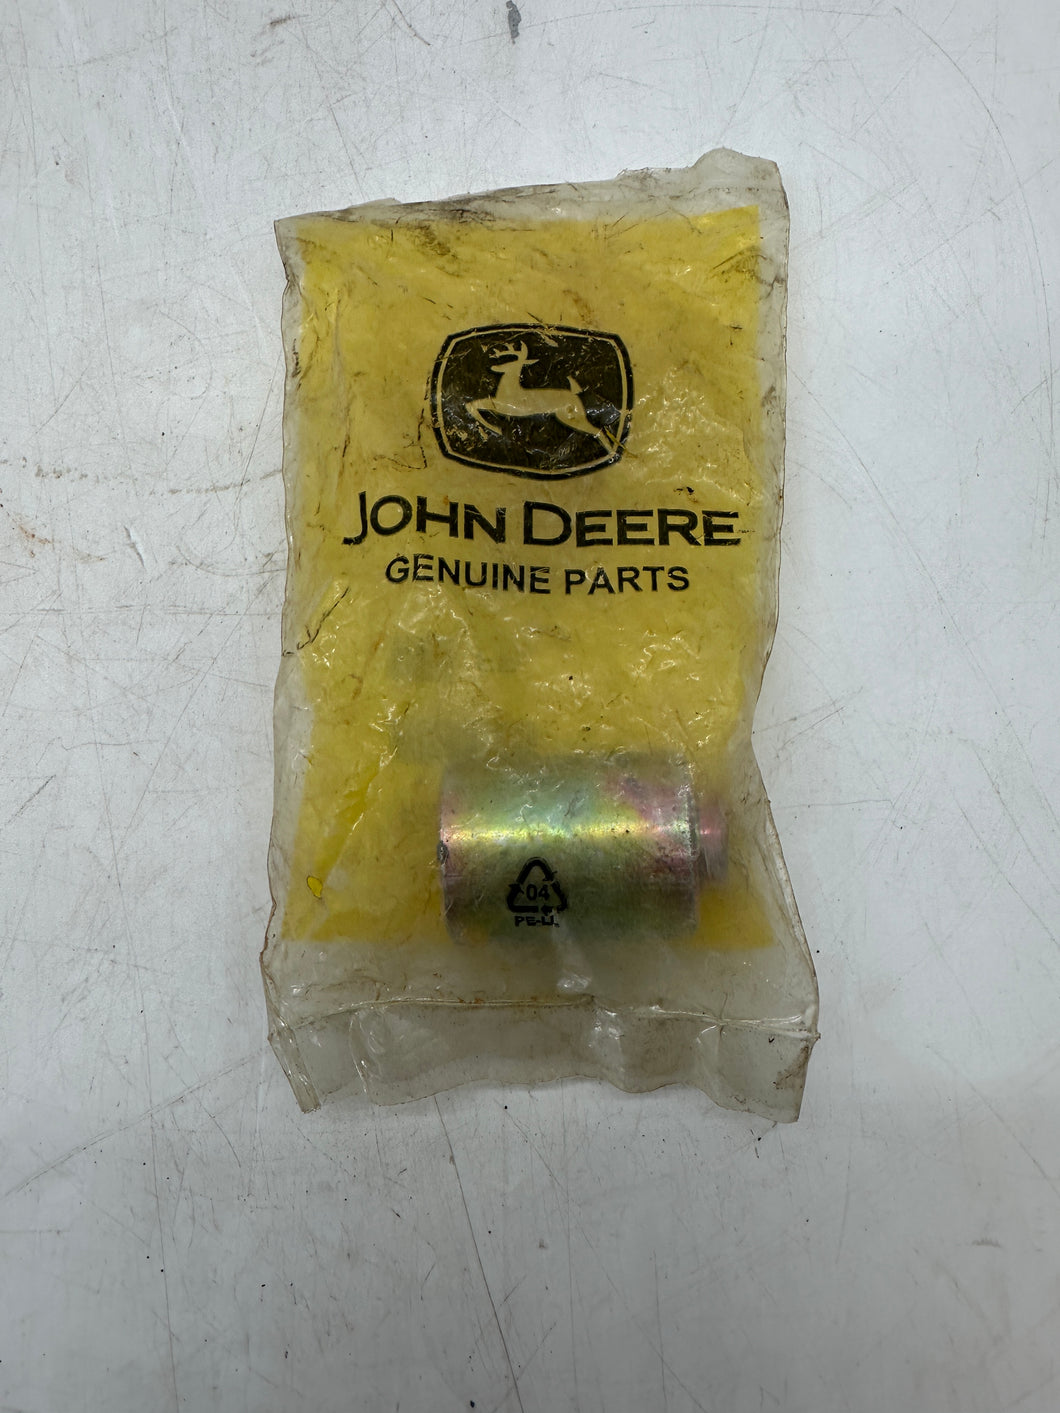 JOHN DEERE
GENUINE PARTS
04
PE-LL